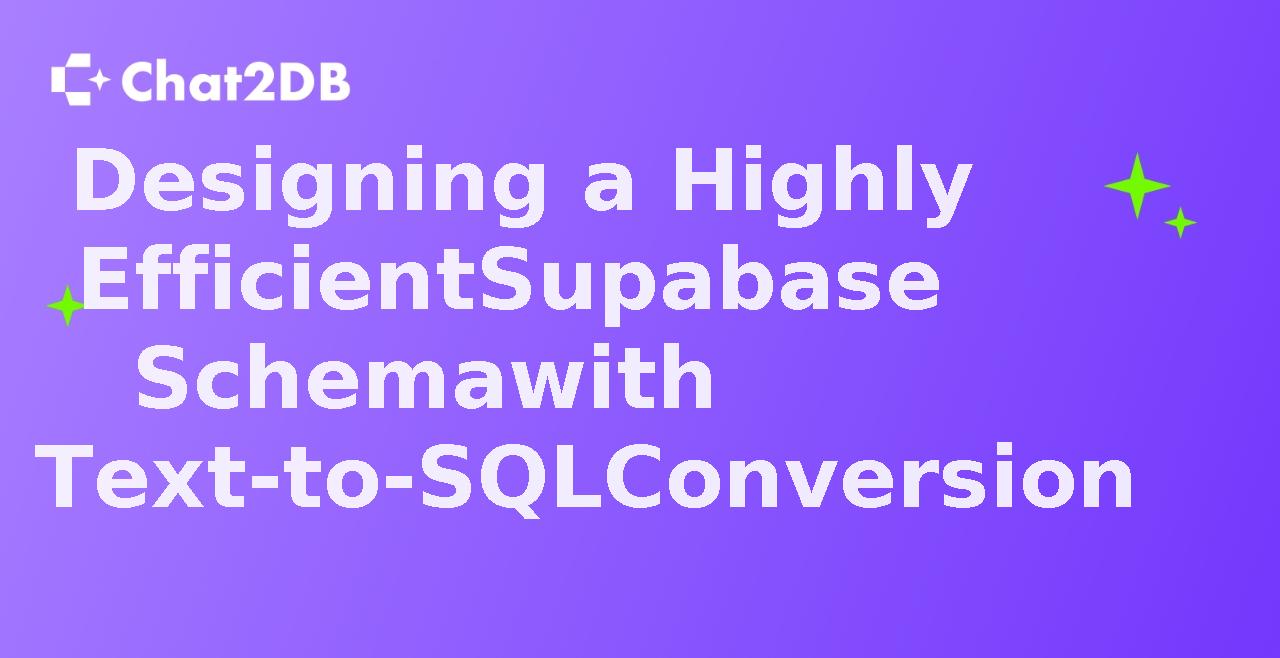 Chat2DB
Designing a Highly
EfficientSupabase
Schemawith
Text-to-SQLConversion